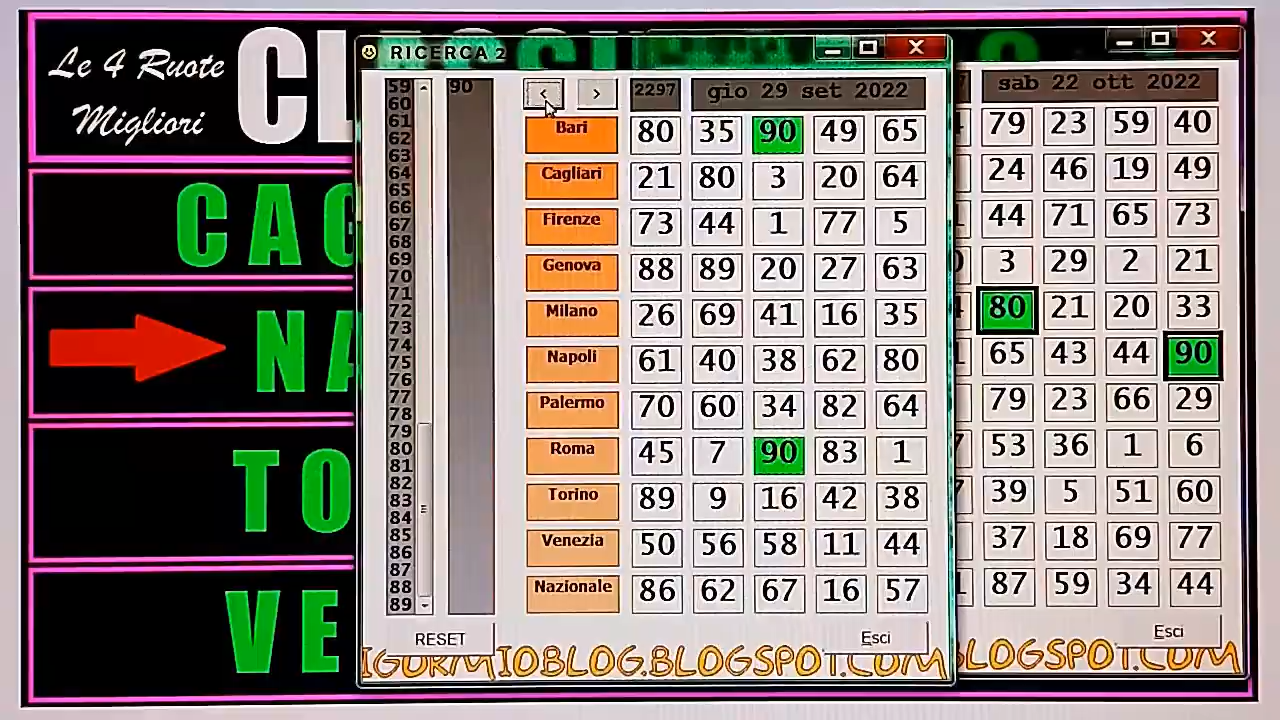 Le 4 Ruote
Migliori
CL
CAG
NA
TO
VE
RICERCA 2
59
60
61
62
63
64
65
66
67
68
69
70
71
72
73
74
75
76
77
78
79
80
81
82
83
84
85
86
87
88
89
90
< >
2297 gio 29 set 2022
Bari 80 35 90 49 65
Cagliari 21 80 3 20 64
Firenze 73 44 1 77 5
Genova 88 89 20 27 63
Milano 26 69 41 16 35
Napoli 61 40 38 62 80
Palermo 70 60 34 82 64
Roma 45 7 90 83 1
Torino 89 9 16 42 38
Venezia 50 56 58 11 44
Nazionale 86 62 67 16 57
RESET
Esci
IGORMIOBLOG.BLOGSPOT.COM
sab 22 ott 2022
79 23 59 40
24 46 19 49
44 71 65 73
3 29 2 21
80 21 20 33
65 43 44 90
79 23 66 29
53 36 1 6
39 5 51 60
37 18 69 77
87 59 34 44
Esci
BLOGSPOT.COM